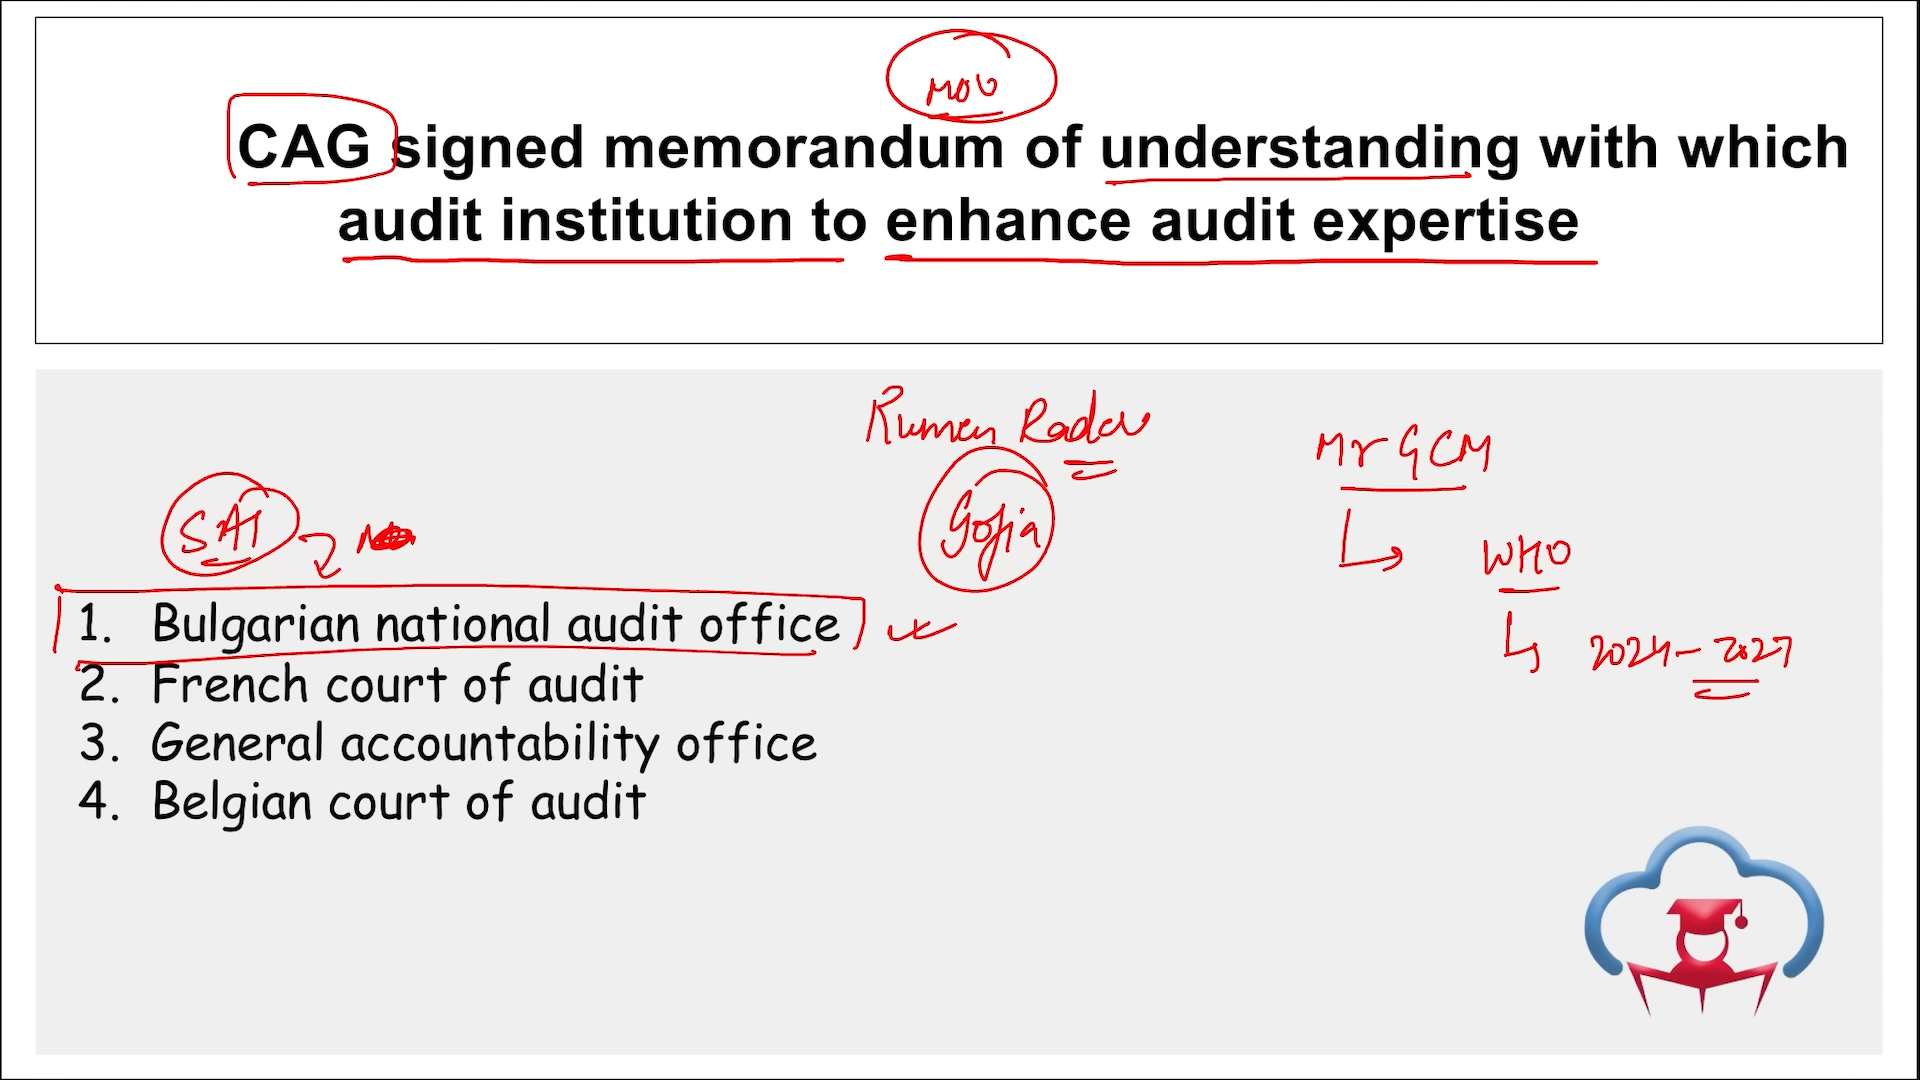 MOU
CAG signed memorandum of understanding with which
audit institution to enhance audit expertise
Rumen Radev
Mr GCM
SAI
Sofia
WHO
1. Bulgarian national audit office
2024-2027
2. French court of audit
3. General accountability office
4. Belgian court of audit